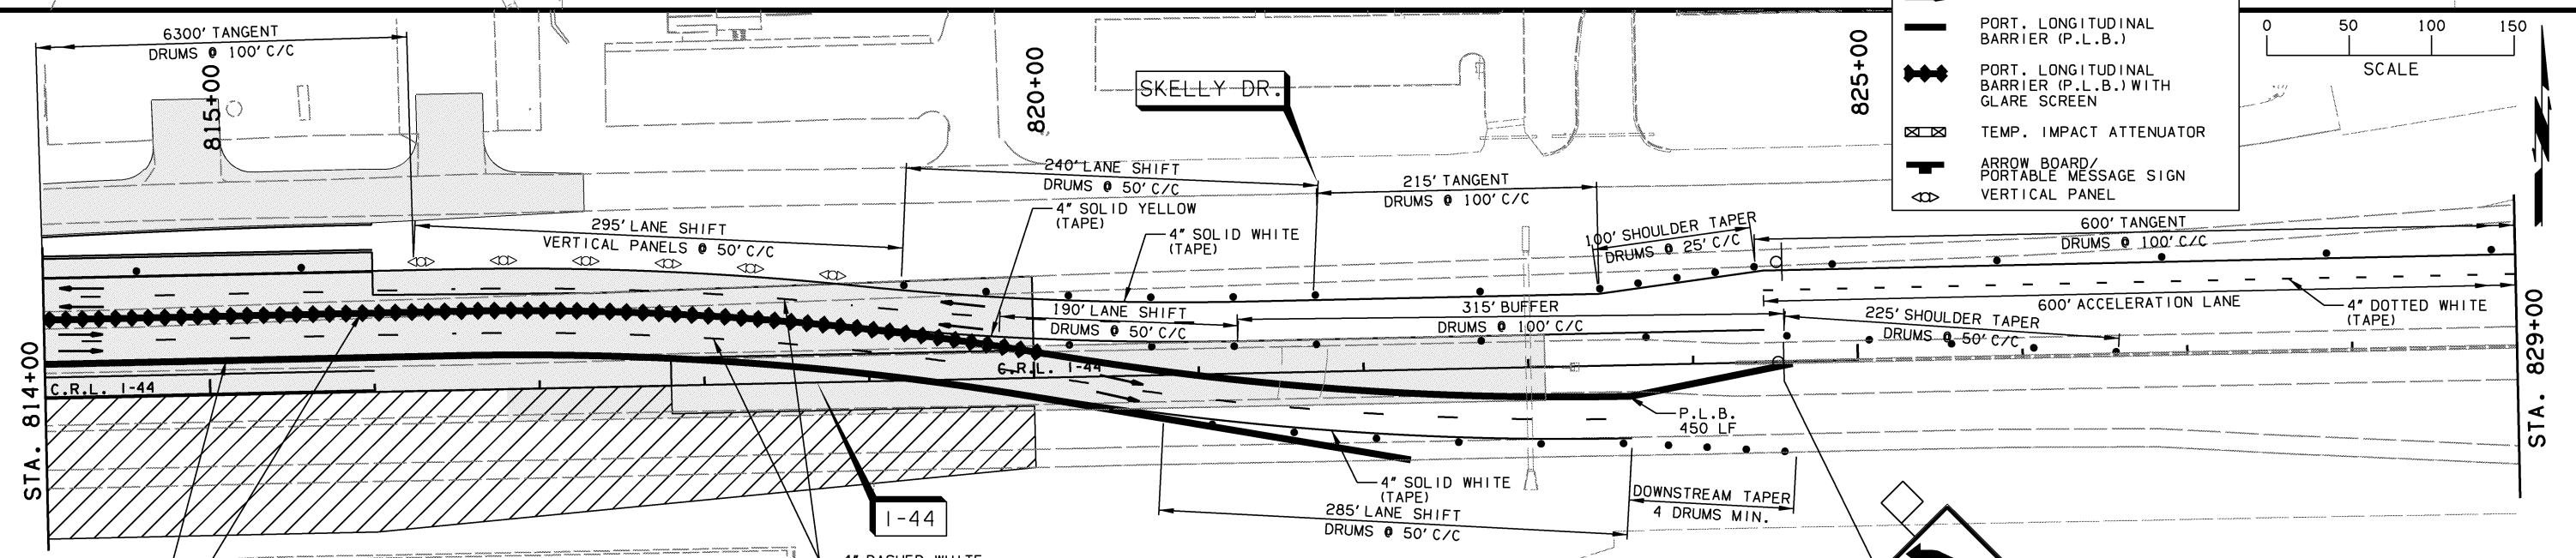 6300' TANGENT
DRUMS @ 100' C/C
815+00
820+00
825+00
SKELLY DR.
PORT. LONGITUDINAL
BARRIER (P.L.B.)
PORT. LONGITUDINAL
BARRIER (P.L.B.) WITH
GLARE SCREEN
TEMP. IMPACT ATTENUATOR
ARROW BOARD/
PORTABLE MESSAGE SIGN
VERTICAL PANEL
0 50 100 150
SCALE
240' LANE SHIFT
DRUMS @ 50' C/C
215' TANGENT
DRUMS @ 100' C/C
4" SOLID YELLOW
(TAPE)
4" SOLID WHITE
(TAPE)
295' LANE SHIFT
VERTICAL PANELS @ 50' C/C
100' SHOULDER TAPER
DRUMS @ 25' C/C
600' TANGENT
DRUMS @ 100' C/C
190' LANE SHIFT
DRUMS @ 50' C/C
315' BUFFER
DRUMS @ 100' C/C
600' ACCELERATION LANE
4" DOTTED WHITE
(TAPE)
225' SHOULDER TAPER
DRUMS @ 50' C/C
STA. 814+00
STA. 829+00
C.R.L. I-44
C.R.L. I-44
P.L.B.
450 LF
4" SOLID WHITE
(TAPE)
I-44
285' LANE SHIFT
DRUMS @ 50' C/C
DOWNSTREAM TAPER
4 DRUMS MIN.
4" DASHED WHITE